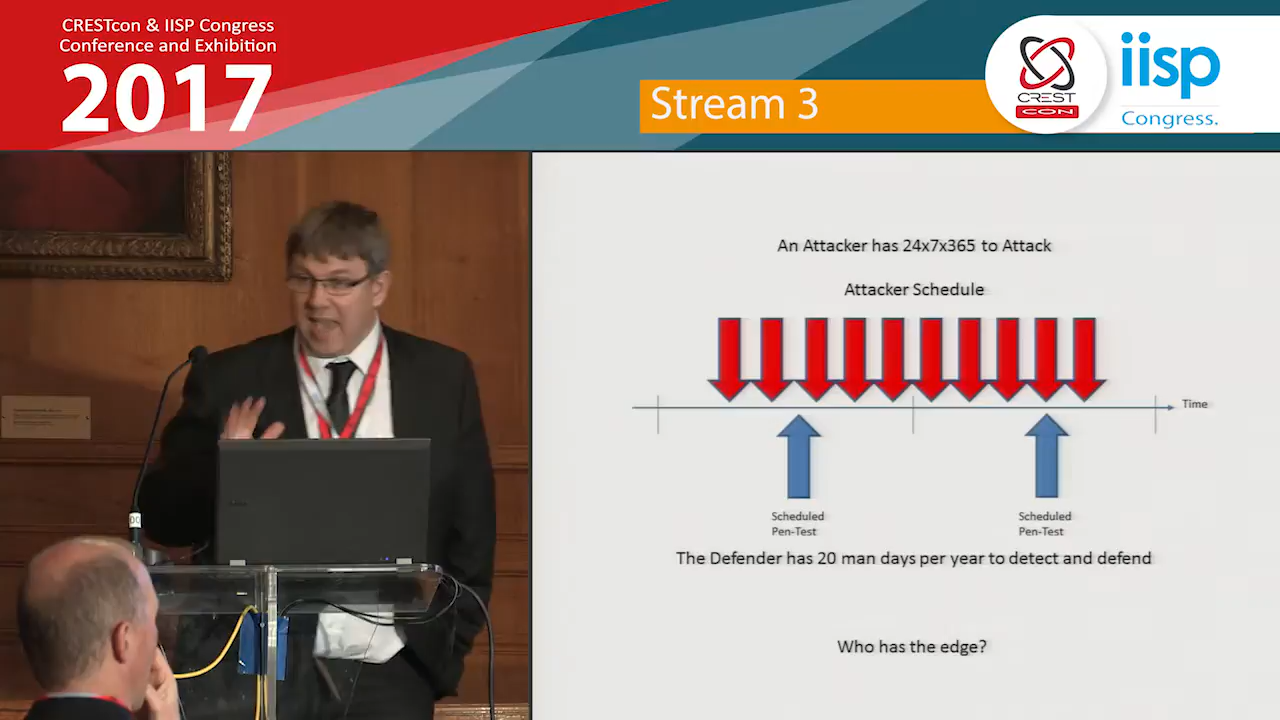 CRESTcon & IISP Congress
Conference and Exhibition
2017
Stream 3
CREST
CON
iisp
Congress.
An Attacker has 24x7x365 to Attack
Attacker Schedule
Time
Scheduled
Pen-Test
Scheduled
Pen-Test
The Defender has 20 man days per year to detect and defend
Who has the edge?